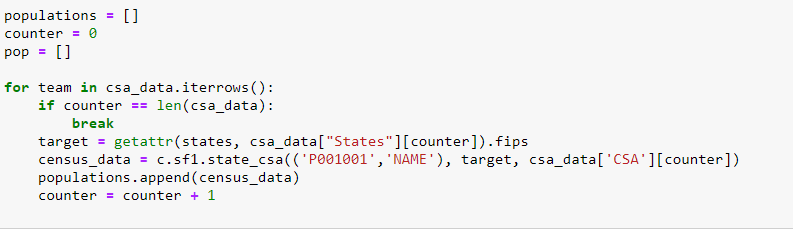 populations = []
counter = 0
pop = []
for team in csa_data.iterrows():
    if counter == len(csa_data):
        break
    target = getattr(states, csa_data["States"][counter]).fips
    census_data = c.sf1.state_csa(('P001001','NAME'), target, csa_data['CSA'][counter])
    populations.append(census_data)
    counter = counter + 1